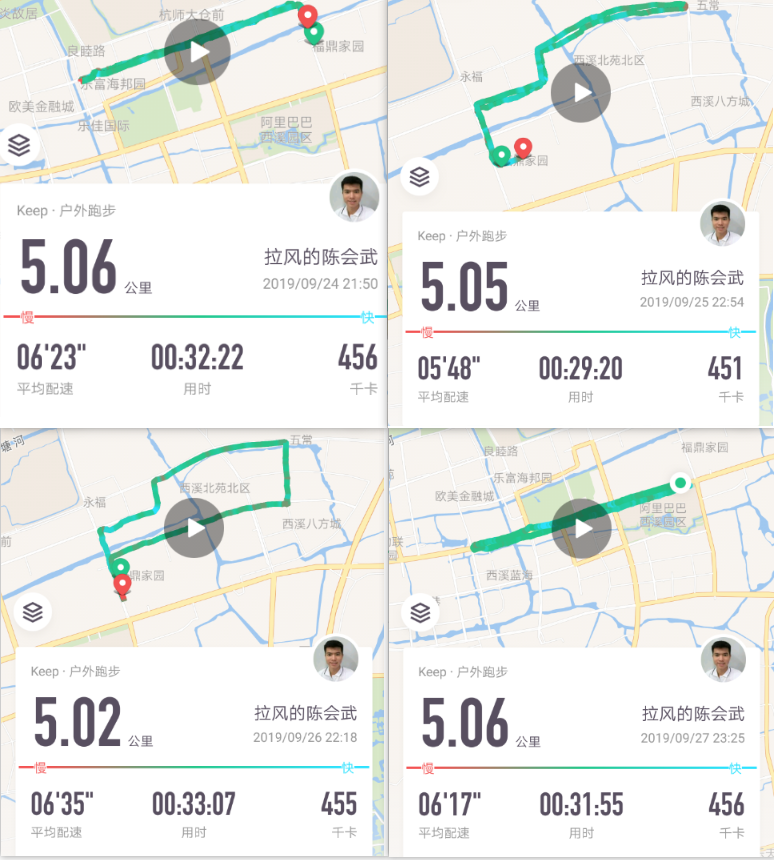 杭师大仓前
良睦路
福鼎家园
乐富海邦园
欧美金融城
乐佳国际
阿里巴巴
西溪园区
Keep · 户外跑步
5.06 公里
拉风的陈会武
2019/09/24 21:50
慢 快
06'23" 00:32:22 456
平均配速 用时 千卡
五常
西溪北苑北区
永福
西溪八方城
鼎家园
Keep · 户外跑步
5.05 公里
拉风的陈会武
2019/09/25 22:54
慢 快
05'48" 00:29:20 451
平均配速 用时 千卡
塘河
五常
西溪北苑北区
永福
西溪八方城
前
鼎家园
Keep · 户外跑步
5.02 公里
拉风的陈会武
2019/09/26 22:18
慢 快
06'35" 00:33:07 455
平均配速 用时 千卡
良睦路
福鼎家园
乐富海邦园
欧美金融城
阿里巴巴
西溪园区
西溪蓝海
Keep · 户外跑步
5.06 公里
拉风的陈会武
2019/09/27 23:25
慢 快
06'17" 00:31:55 456
平均配速 用时 千卡